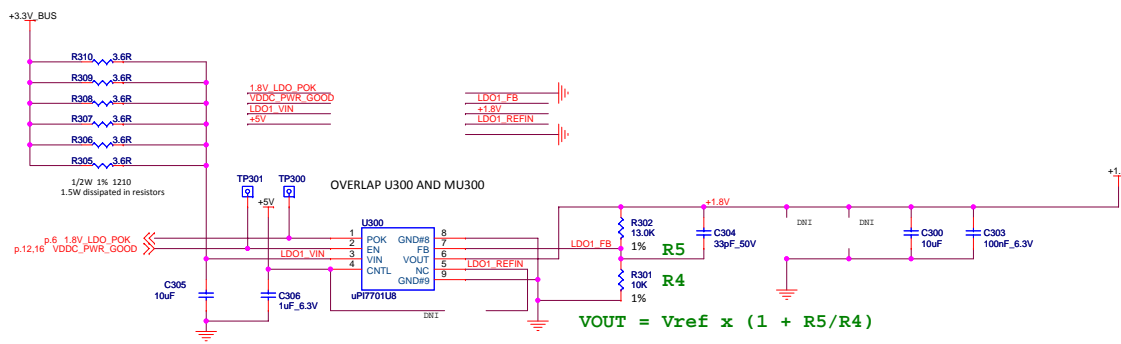 +3.3V_BUS
R310 3.6R
R309 3.6R
R308 3.6R
R307 3.6R
R306 3.6R
R305 3.6R
1/2W 1% 1210
1.5W dissipated in resistors
1.8V_LDO_POK
VDDC_PWR_GOOD
LDO1_VIN
+5V
LDO1_FB
+1.8V
LDO1_REFIN
TP301
TP300
OVERLAP U300 AND MU300
+5V
p.6 1.8V_LDO_POK
p.12,16 VDDC_PWR_GOOD
LDO1_VIN
U300
1 POK
2 EN
3 VIN
4 CNTL
GND#8 8
FB 7
VOUT 6
NC 5
GND#9 9
uPI7701U8
LDO1_REFIN
LDO1_FB
DNI
C305
10uF
C306
1uF_6.3V
R302
13.0K
1%
R5
R301
10K
1%
R4
+1.8V
C304
33pF_50V
DNI
DNI
C300
10uF
C303
100nF_6.3V
+1.
VOUT = Vref x (1 + R5/R4)